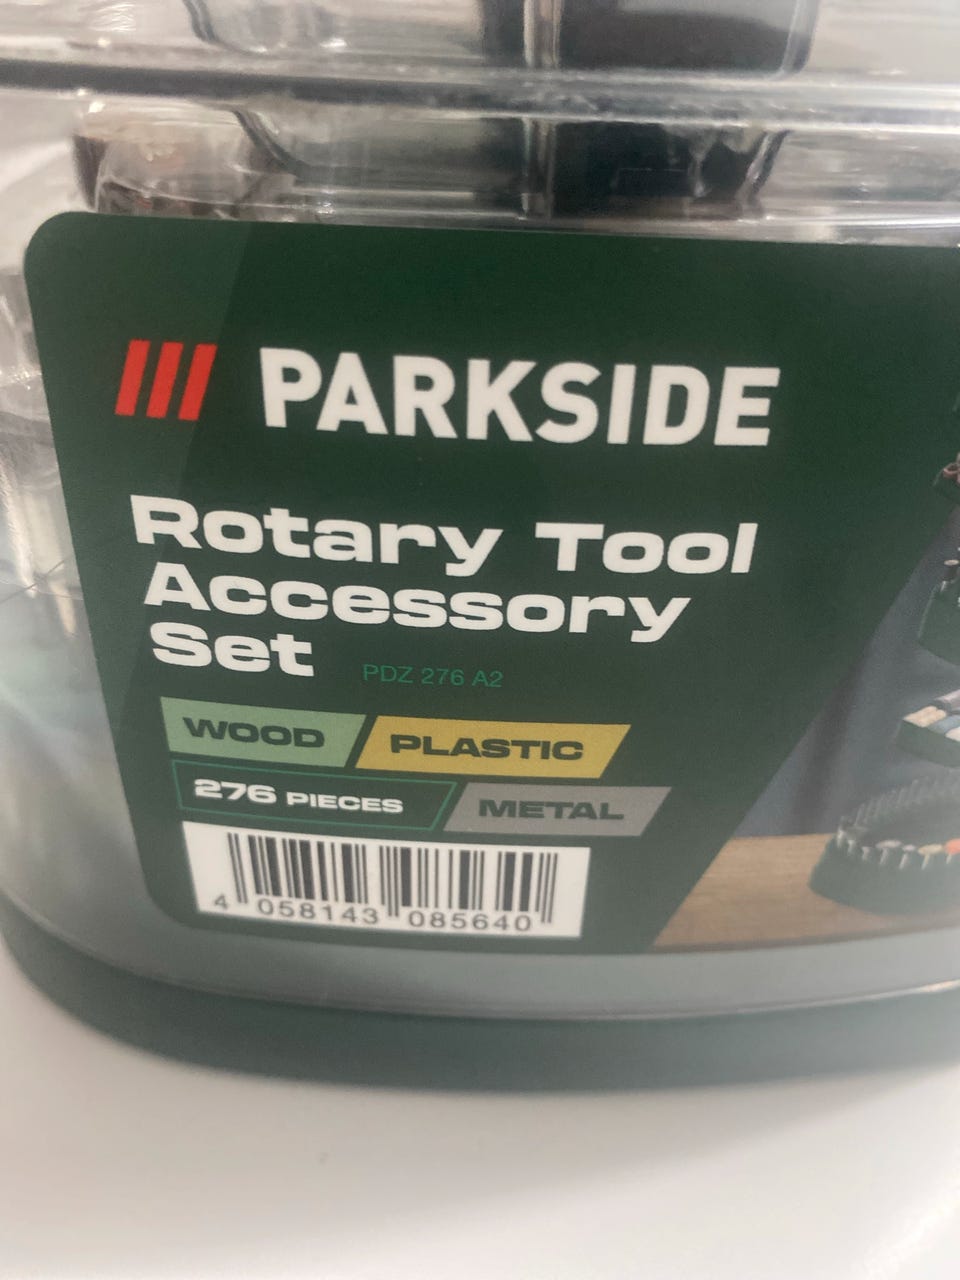 PARKSIDE
Rotary Tool
Accessory
Set PDZ 276 A2
WOOD PLASTIC
276 PIECES METAL
4 058143 085640